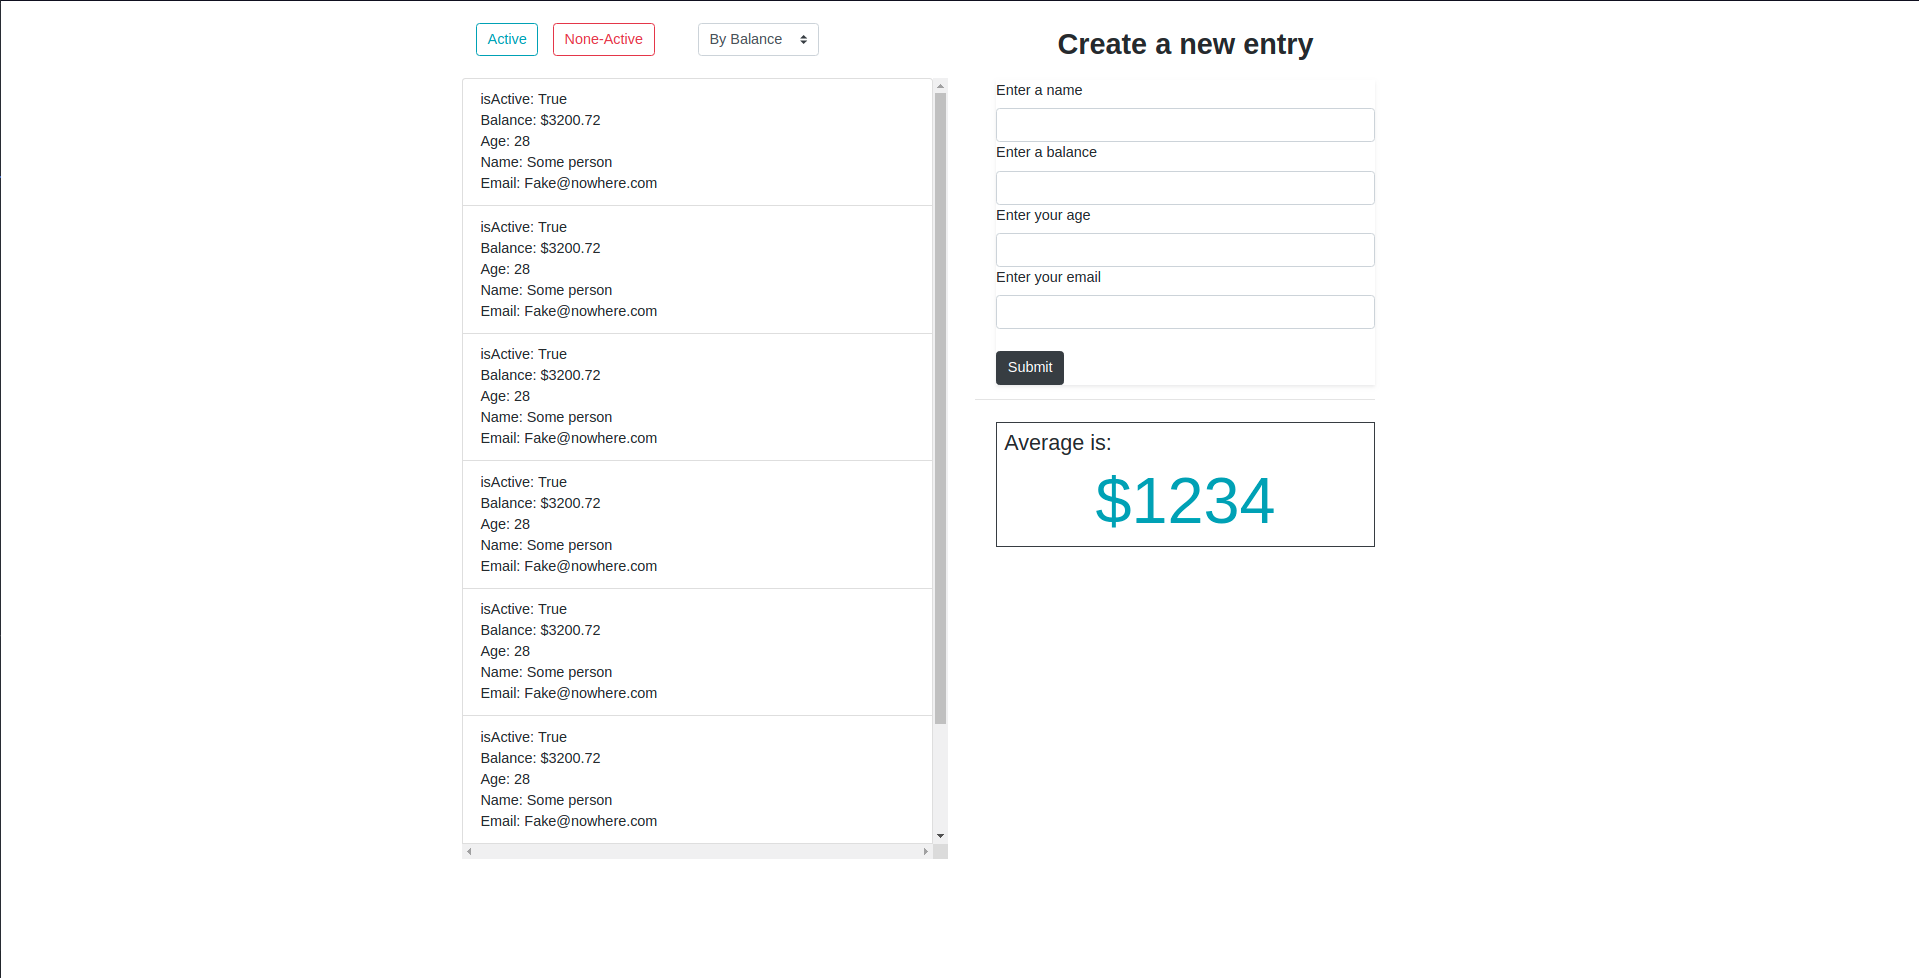 Active
None-Active
By Balance
isActive: True
Balance: $3200.72
Age: 28
Name: Some person
Email: Fake@nowhere.com
isActive: True
Balance: $3200.72
Age: 28
Name: Some person
Email: Fake@nowhere.com
isActive: True
Balance: $3200.72
Age: 28
Name: Some person
Email: Fake@nowhere.com
isActive: True
Balance: $3200.72
Age: 28
Name: Some person
Email: Fake@nowhere.com
isActive: True
Balance: $3200.72
Age: 28
Name: Some person
Email: Fake@nowhere.com
isActive: True
Balance: $3200.72
Age: 28
Name: Some person
Email: Fake@nowhere.com
Create a new entry
Enter a name
Enter a balance
Enter your age
Enter your email
Submit
Average is:
$1234